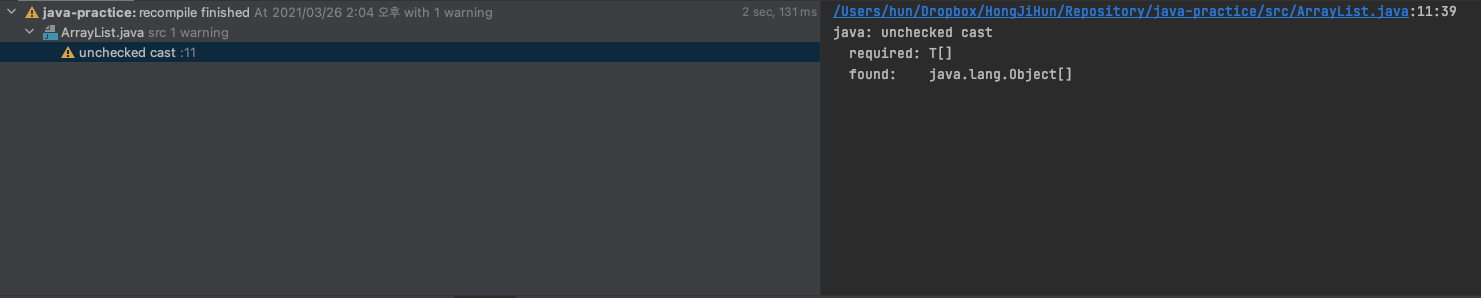 java-practice: recompile finished At 2021/03/26 2:04 오후 with 1 warning 2 sec, 131 ms
ArrayList.java src 1 warning
unchecked cast :11
/Users/hun/Dropbox/HongJiHun/Repository/java-practice/src/ArrayList.java:11:39
java: unchecked cast
required: T[]
found: java.lang.Object[]